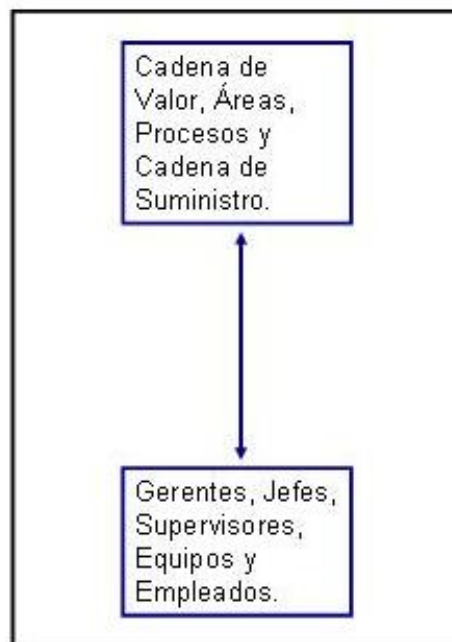 Cadena de
Valor, Áreas,
Procesos y
Cadena de
Suministro.
Gerentes, Jefes,
Supervisores,
Equipos y
Empleados.